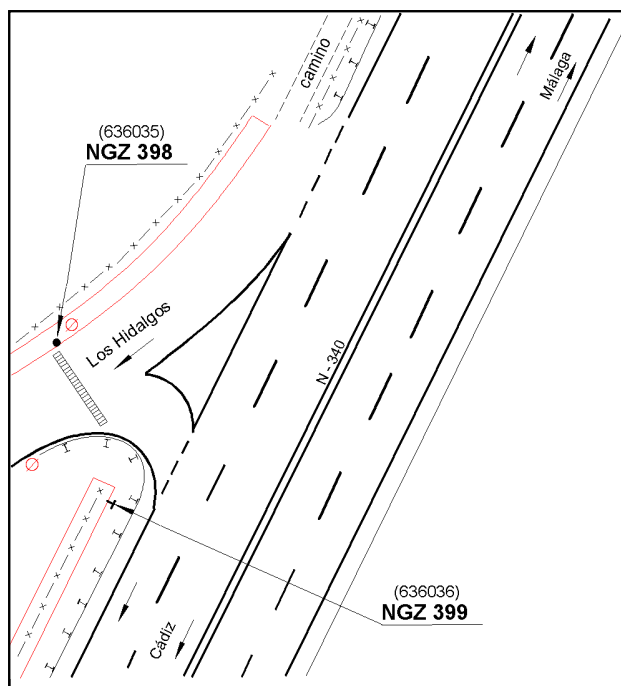 camino
Málaga
(636035)
NGZ 398
Los Hidalgos
N - 340
(636036)
NGZ 399
Cádiz